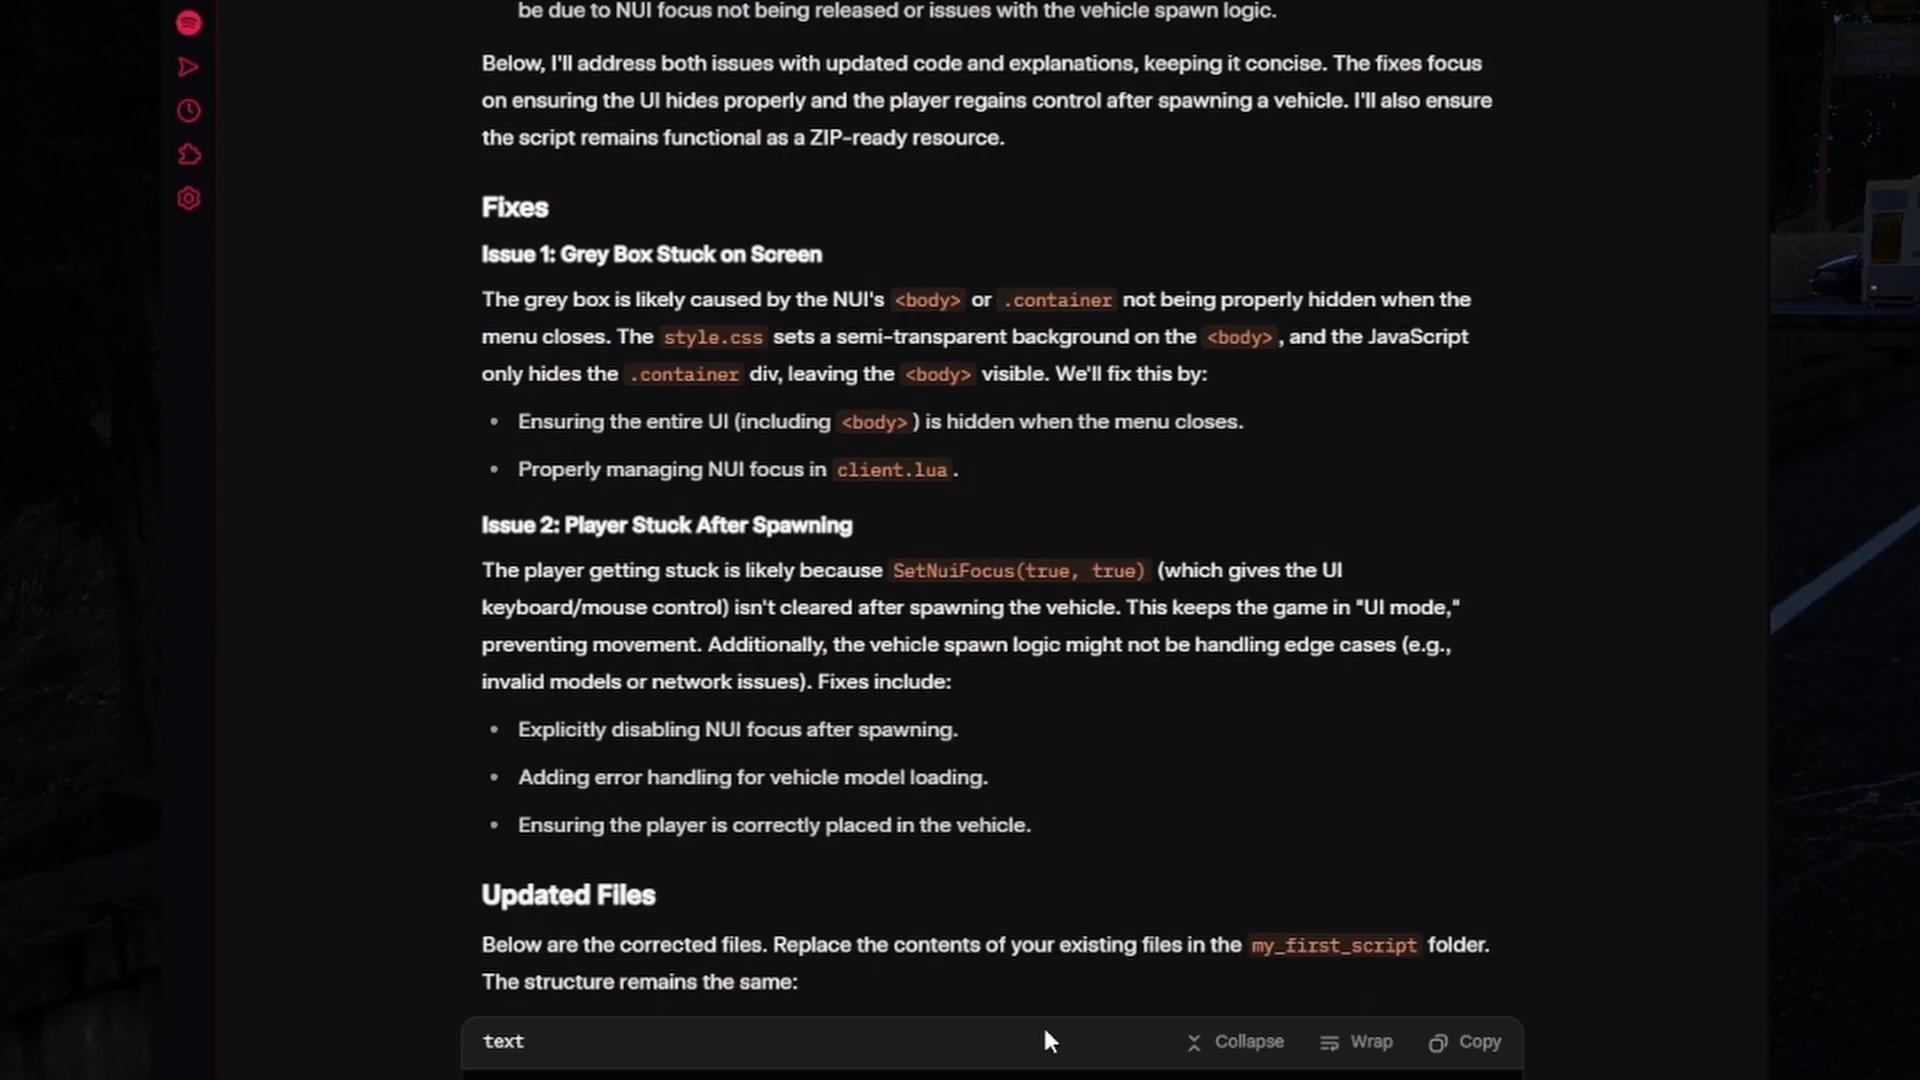 be due to NUI focus not being released or issues with the vehicle spawn logic.
Below, I'll address both issues with updated code and explanations, keeping it concise. The fixes focus
on ensuring the UI hides properly and the player regains control after spawning a vehicle. I'll also ensure
the script remains functional as a ZIP-ready resource.
Fixes
Issue 1: Grey Box Stuck on Screen
The grey box is likely caused by the NUI's <body> or .container not being properly hidden when the
menu closes. The style.css sets a semi-transparent background on the <body>, and the JavaScript
only hides the .container div, leaving the <body> visible. We'll fix this by:
• Ensuring the entire UI (including <body>) is hidden when the menu closes.
• Properly managing NUI focus in client.lua.
Issue 2: Player Stuck After Spawning
The player getting stuck is likely because SetNuiFocus(true, true) (which gives the UI
keyboard/mouse control) isn't cleared after spawning the vehicle. This keeps the game in "UI mode,"
preventing movement. Additionally, the vehicle spawn logic might not be handling edge cases (e.g.,
invalid models or network issues). Fixes include:
• Explicitly disabling NUI focus after spawning.
• Adding error handling for vehicle model loading.
• Ensuring the player is correctly placed in the vehicle.
Updated Files
Below are the corrected files. Replace the contents of your existing files in the my_first_script folder.
The structure remains the same:
text Collapse Wrap Copy